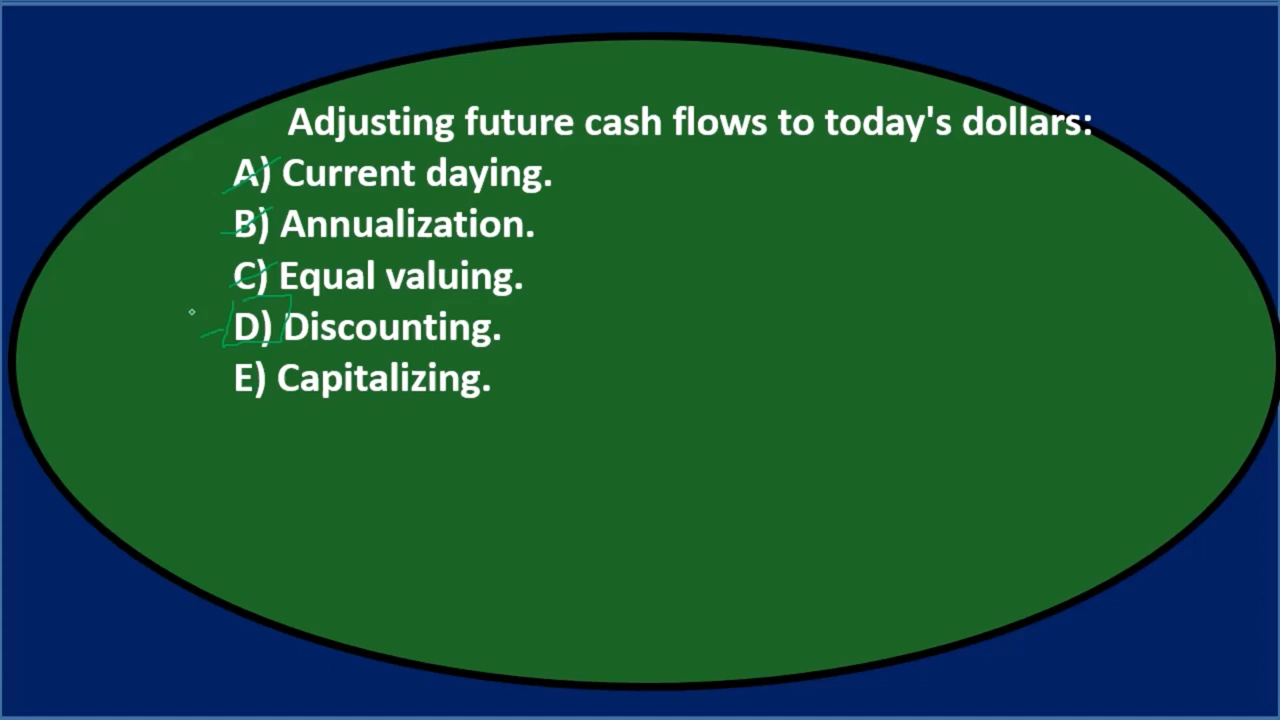 Adjusting future cash flows to today's dollars:
A) Current daying.
B) Annualization.
C) Equal valuing.
D) Discounting.
E) Capitalizing.